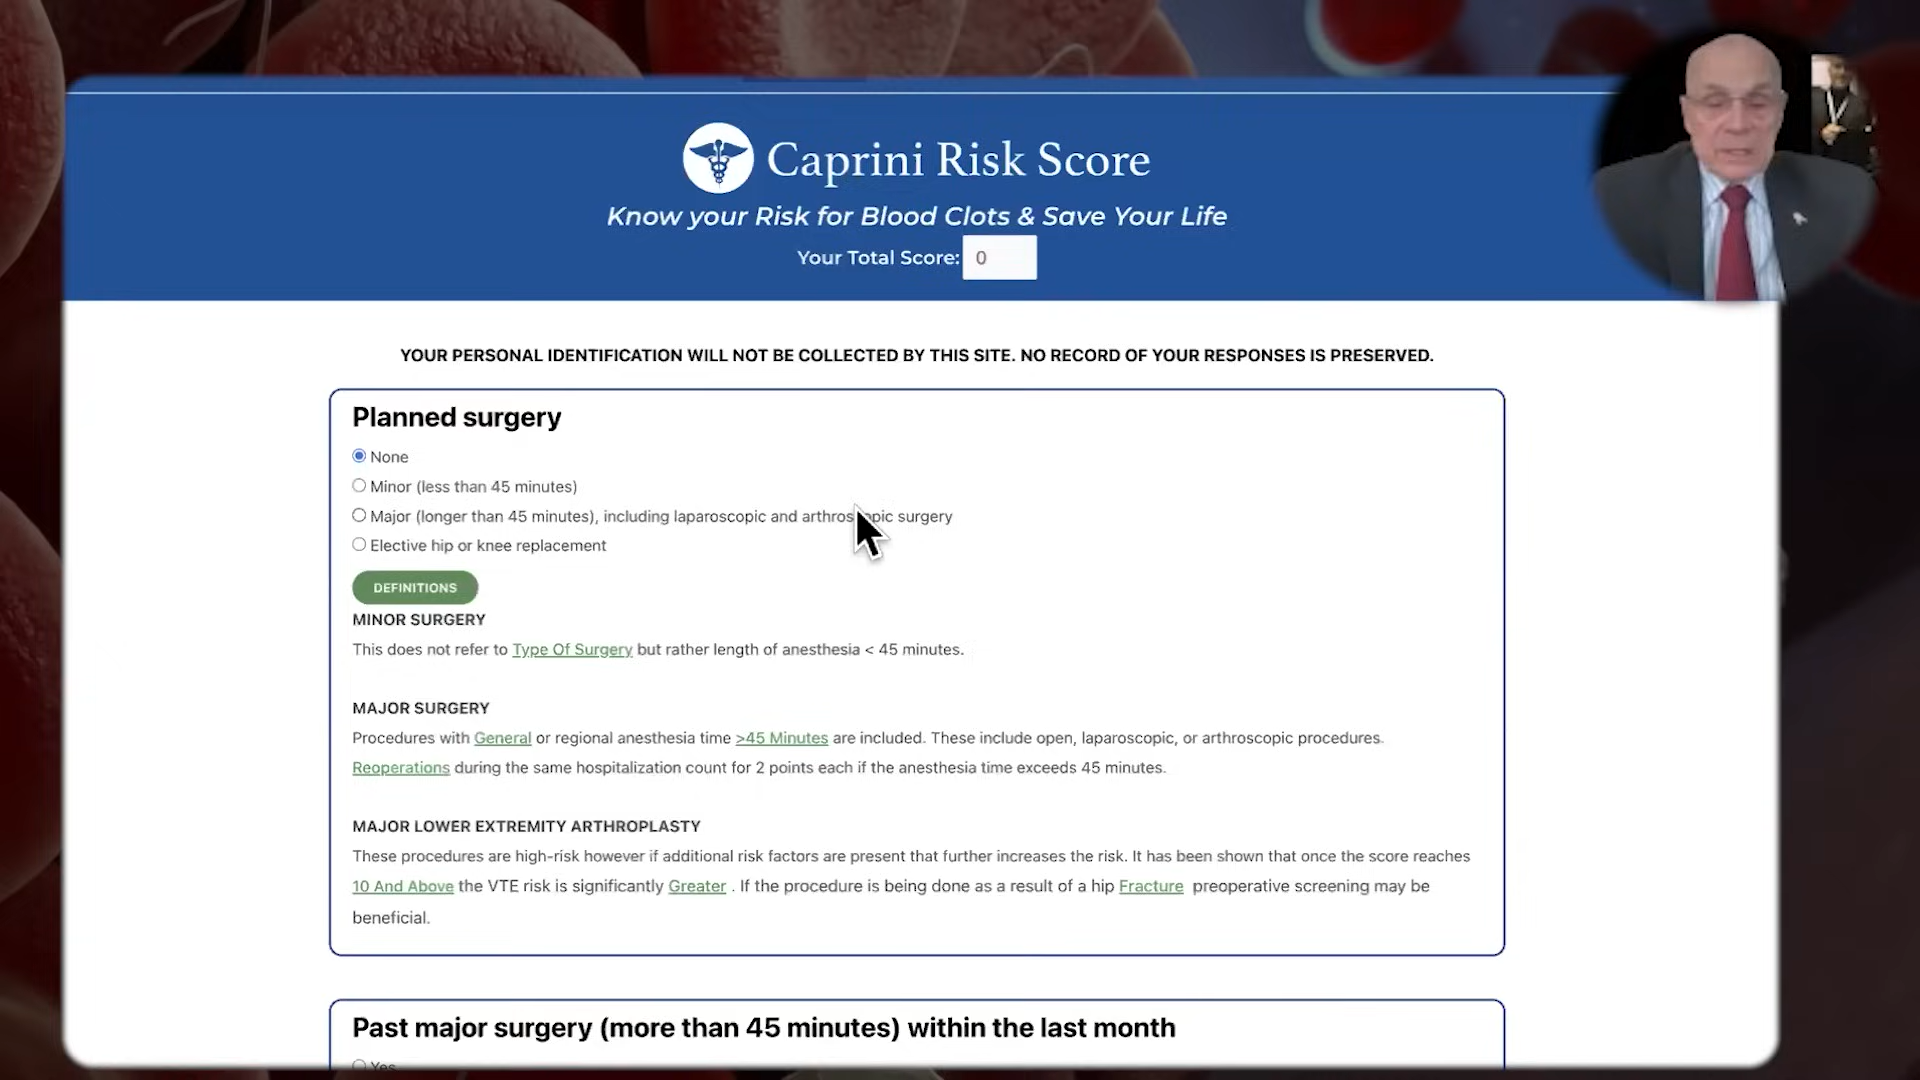 Caprini Risk Score
Know your Risk for Blood Clots & Save Your Life
Your Total Score: 0
YOUR PERSONAL IDENTIFICATION WILL NOT BE COLLECTED BY THIS SITE. NO RECORD OF YOUR RESPONSES IS PRESERVED.
Planned surgery
None
Minor (less than 45 minutes)
Major (longer than 45 minutes), including laparoscopic and arthroscopic surgery
Elective hip or knee replacement
DEFINITIONS
MINOR SURGERY
This does not refer to Type Of Surgery but rather length of anesthesia < 45 minutes.
MAJOR SURGERY
Procedures with General or regional anesthesia time >45 Minutes are included. These include open, laparoscopic, or arthroscopic procedures.
Reoperations during the same hospitalization count for 2 points each if the anesthesia time exceeds 45 minutes.
MAJOR LOWER EXTREMITY ARTHROPLASTY
These procedures are high-risk however if additional risk factors are present that further increases the risk. It has been shown that once the score reaches
10 And Above the VTE risk is significantly Greater . If the procedure is being done as a result of a hip Fracture preoperative screening may be
beneficial.
Past major surgery (more than 45 minutes) within the last month
Yes